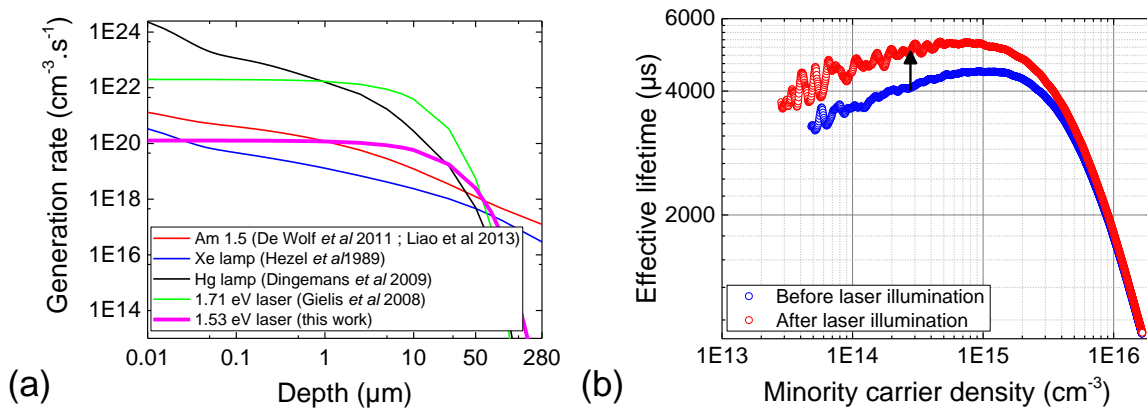 1E24
1E22
1E20
1E18
1E16
1E14
Generation rate (cm-3.s-1)
Am 1.5 (De Wolf et al 2011 ; Liao et al 2013)
Xe lamp (Hezel et al1989)
Hg lamp (Dingemans et al 2009)
1.71 eV laser (Gielis et al 2008)
1.53 eV laser (this work)
0.01 0.1 1 10 50 280
Depth (µm)
(a)
6000
4000
2000
Effective lifetime (µs)
Before laser illumination
After laser illumination
1E13 1E14 1E15 1E16
Minority carrier density (cm-3)
(b)